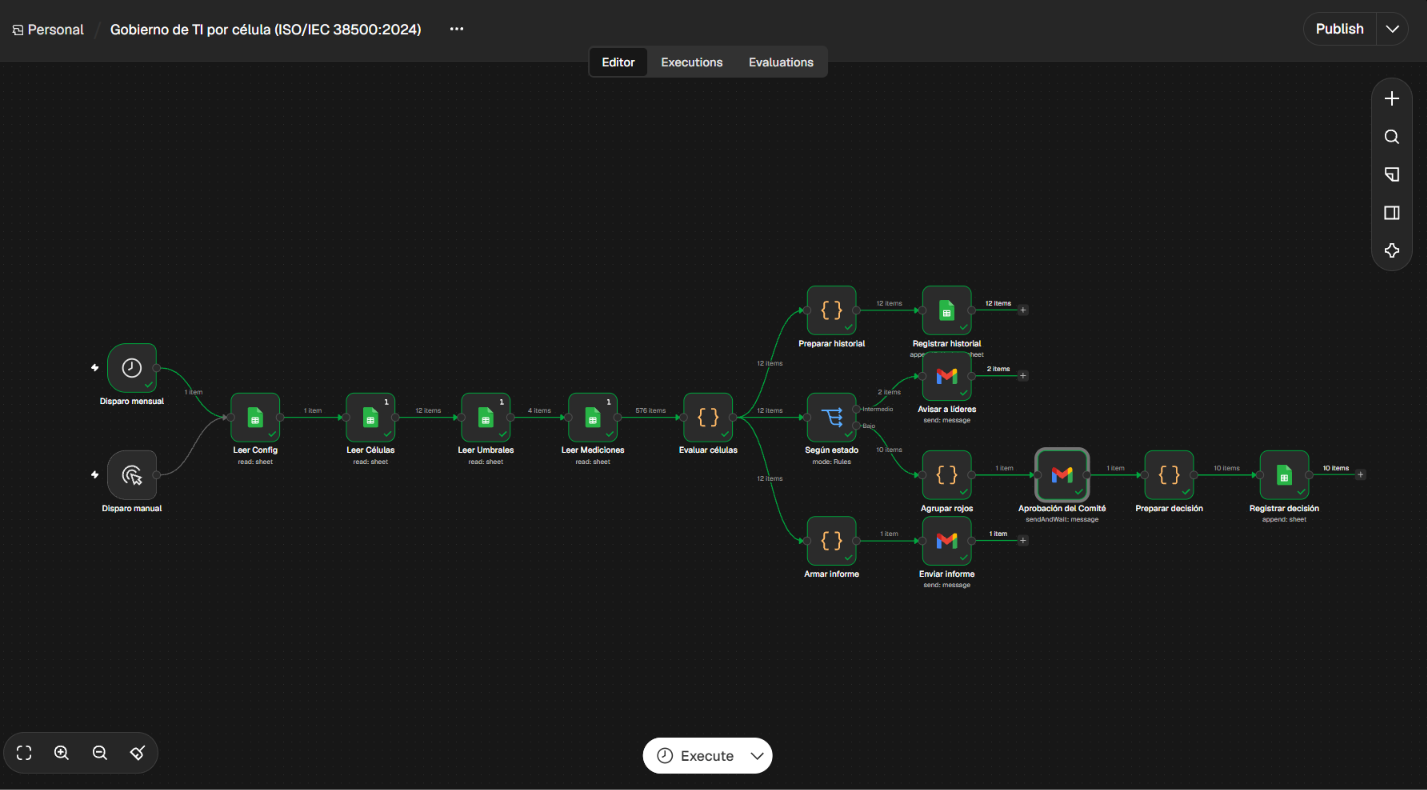 Personal / Gobierno de TI por célula (ISO/IEC 38500:2024) ...
Publish
Editor Executions Evaluations
Disparo mensual
1 item
Disparo manual
Leer Config
read: sheet
1 item
1
Leer Células
read: sheet
12 items
1
Leer Umbrales
read: sheet
4 items
1
Leer Mediciones
read: sheet
576 items
Evaluar células
12 items
12 items
12 items
Preparar historial
12 items
Registrar historial
12 items
Según estado
mode: Rules
Intermedio
Bajo
2 items
Avisar a líderes
send: message
2 items
10 items
Agrupar rojos
1 item
Aprobación del Comité
sendAndWait: message
1 item
Preparar decisión
10 items
Registrar decisión
append: sheet
10 items
Armar informe
1 item
Enviar informe
send: message
1 item
Execute